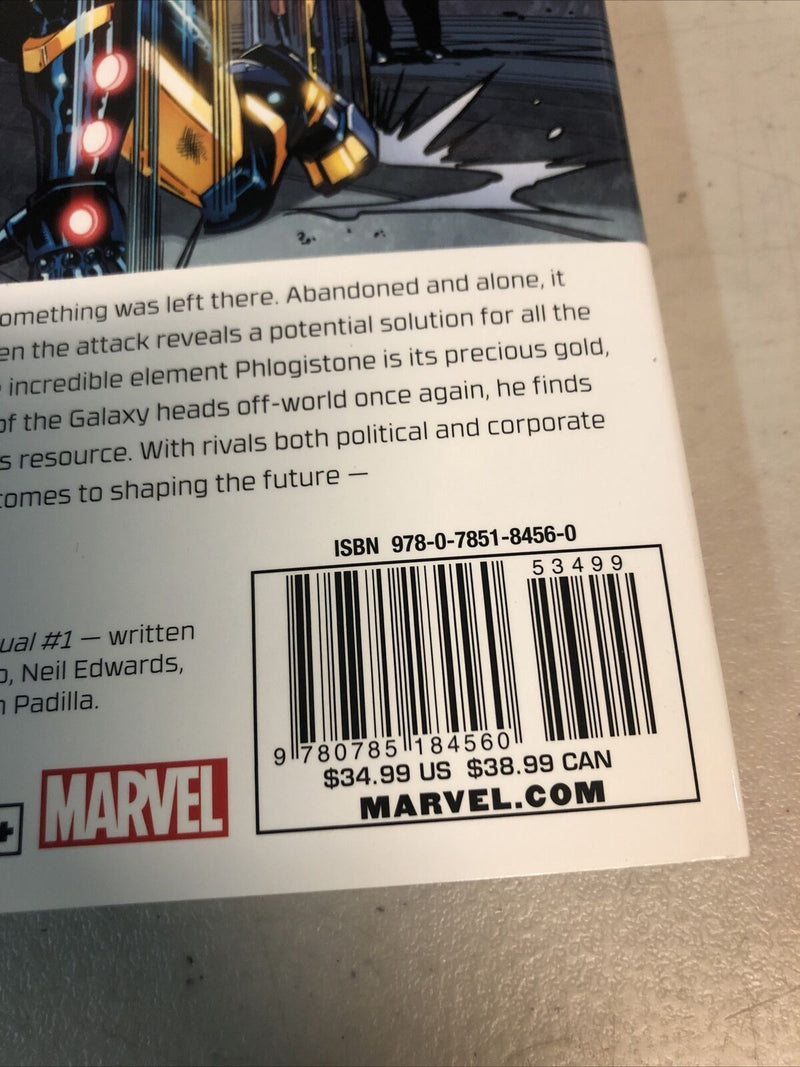 omething was left there. Abandoned and alone, it
en the attack reveals a potential solution for all the
incredible element Phlogistone is its precious gold,
of the Galaxy heads off-world once again, he finds
s resource. With rivals both political and corporate
comes to shaping the future —
ISBN 978-0-7851-8456-0
53499
ual #1 — written
o, Neil Edwards,
n Padilla.
9 780785 184560
$34.99 US $38.99 CAN
MARVEL.COM
+
MARVEL